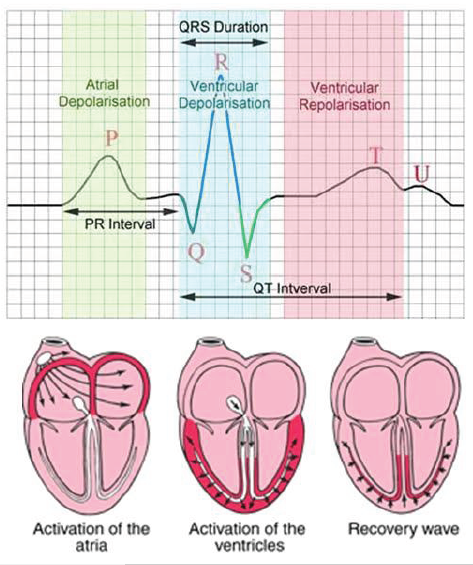 QRS Duration
R
Atrial
Depolarisation
Ventricular
Depolarisation
Ventricular
Repolarisation
P
T
U
PR Interval
Q
S
QT Intverval
Activation of the
atria
Activation of the
ventricles
Recovery wave